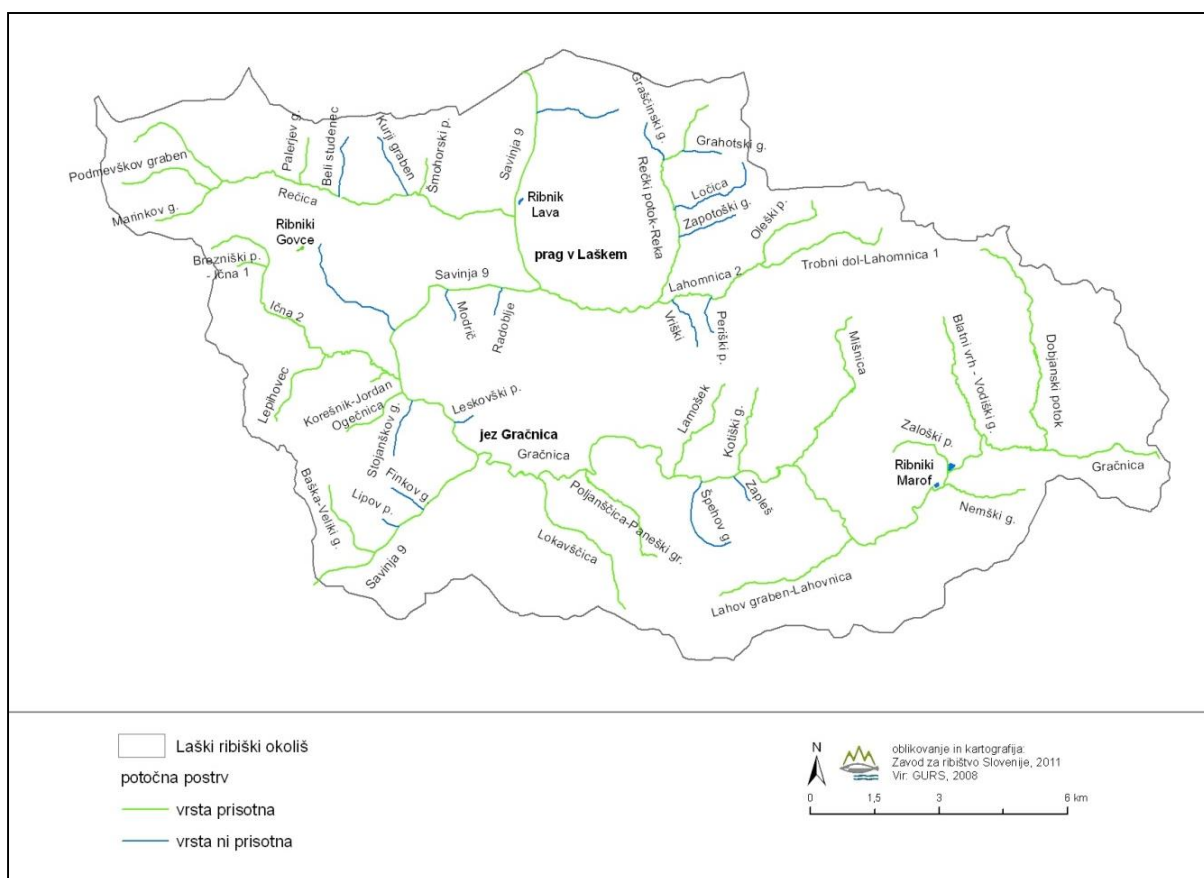 Podmevškov graben
Marinkov g.
Palerjev g.
Beli studenec
Kurji graben
Šmohorski p.
Rečica
Savinja 9
Ribnik
Lava
Graščinski g.
Grahotski g.
Rečki potok-Reka
Ločica
Zapotoški g.
Oleški p.
Ribniki
Govce
prag v Laškem
Brezniški p.
- Ična 1
Savinja 9
Lahomnica 2
Trobni dol-Lahomnica 1
Ična 2
Modrič
Radoblje
Vriški
Periški p.
Mišnica
Blatni vrh - Vodiški g.
Dobjanski potok
Lepihovec
Korešnik-Jordan
Ogečnica
Leskovški p.
Lamošek
Kotiški g.
Stojanškov g.
jez Gračnica
Gračnica
Zaloški p.
Ribniki
Marof
Gračnica
Baška-Veliki g.
Finkov g.
Lipov p.
Poljanščica-Paneški gr.
Špehov g.
Zapleš
Nemški g.
Savinja 9
Lokavščica
Lahov graben-Lahovnica
Laški ribiški okoliš
potočna postrv
vrsta prisotna
vrsta ni prisotna
N
oblikovanje in kartografija:
Zavod za ribištvo Slovenije, 2011
Vir: GURS, 2008
0 1,5 3 6 km